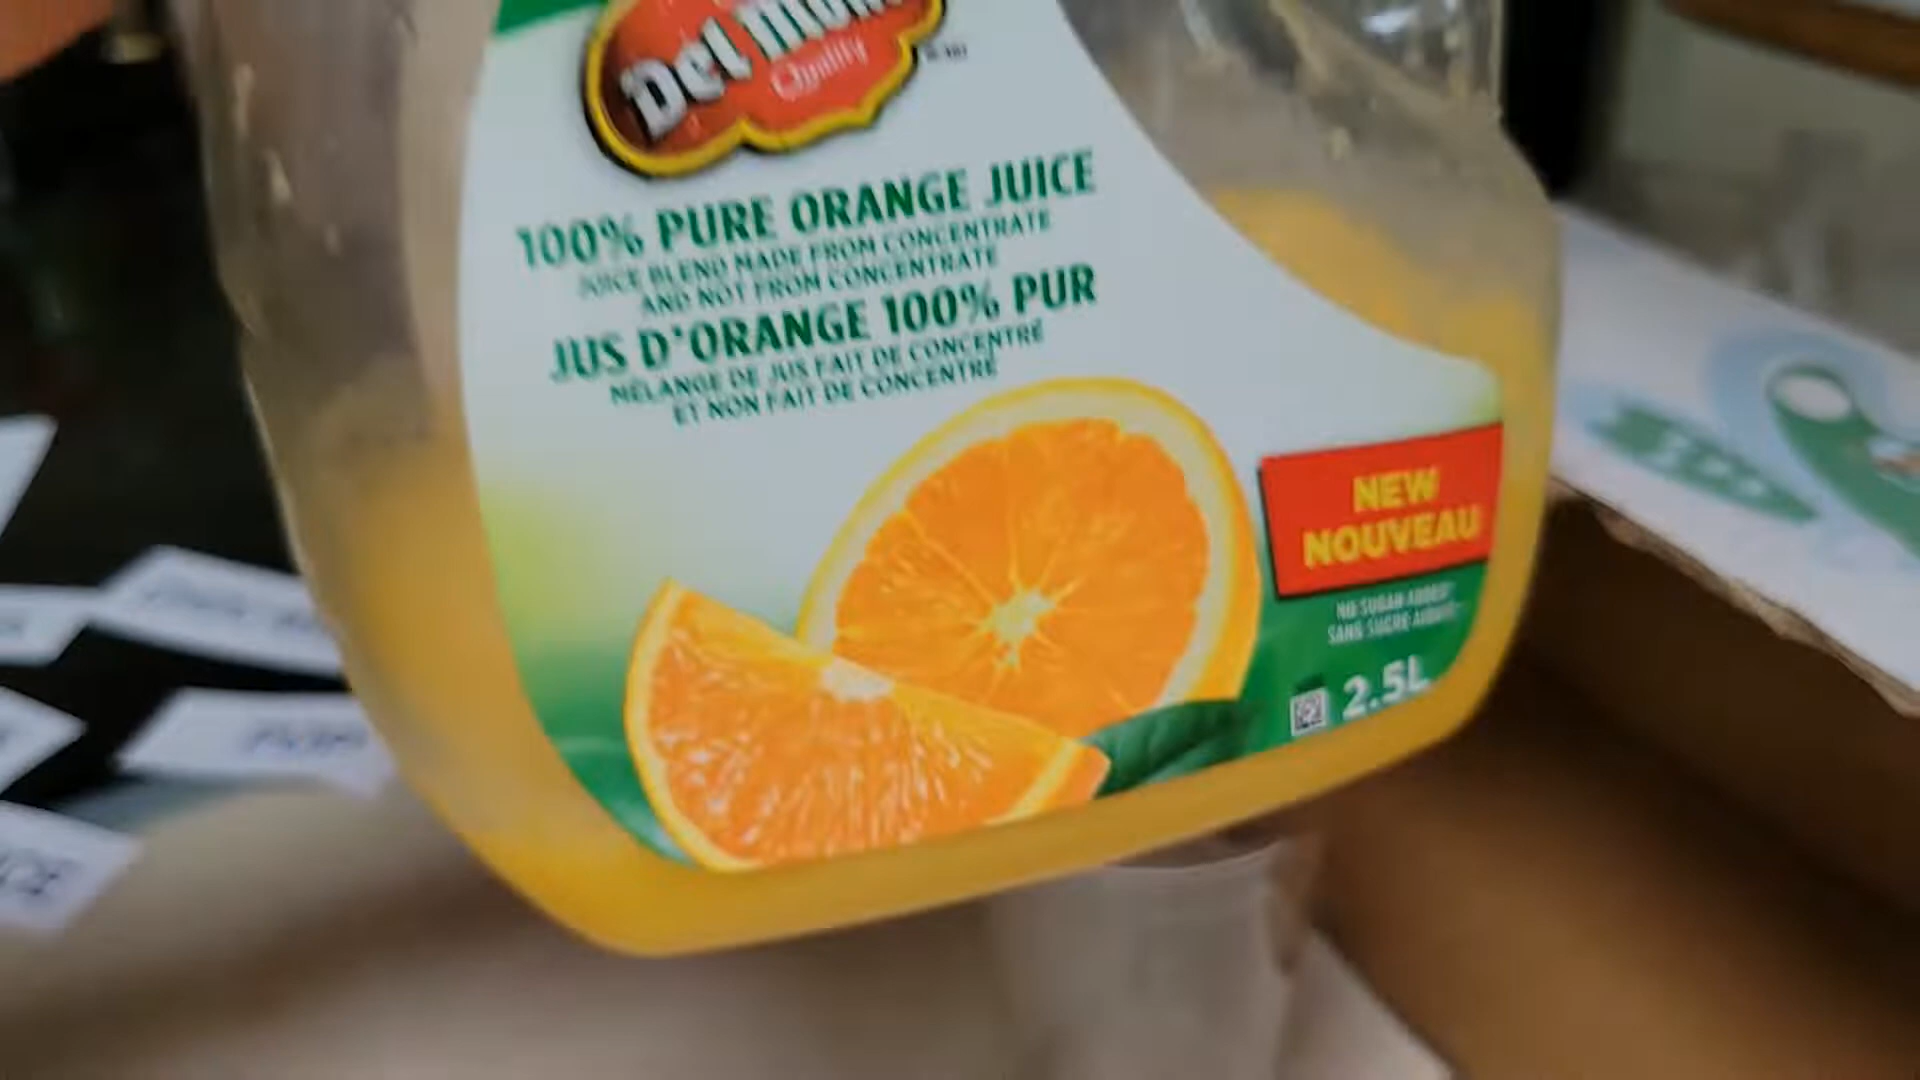 Del Monte
Quality
100% PURE ORANGE JUICE
JUICE BLEND MADE FROM CONCENTRATE
AND NOT FROM CONCENTRATE
JUS D'ORANGE 100% PUR
MÉLANGE DE JUS FAIT DE CONCENTRÉ
ET NON FAIT DE CONCENTRÉ
NEW
NOUVEAU
NO SUGAR ADDED
SANS SUCRE AJOUTÉ
2.5L